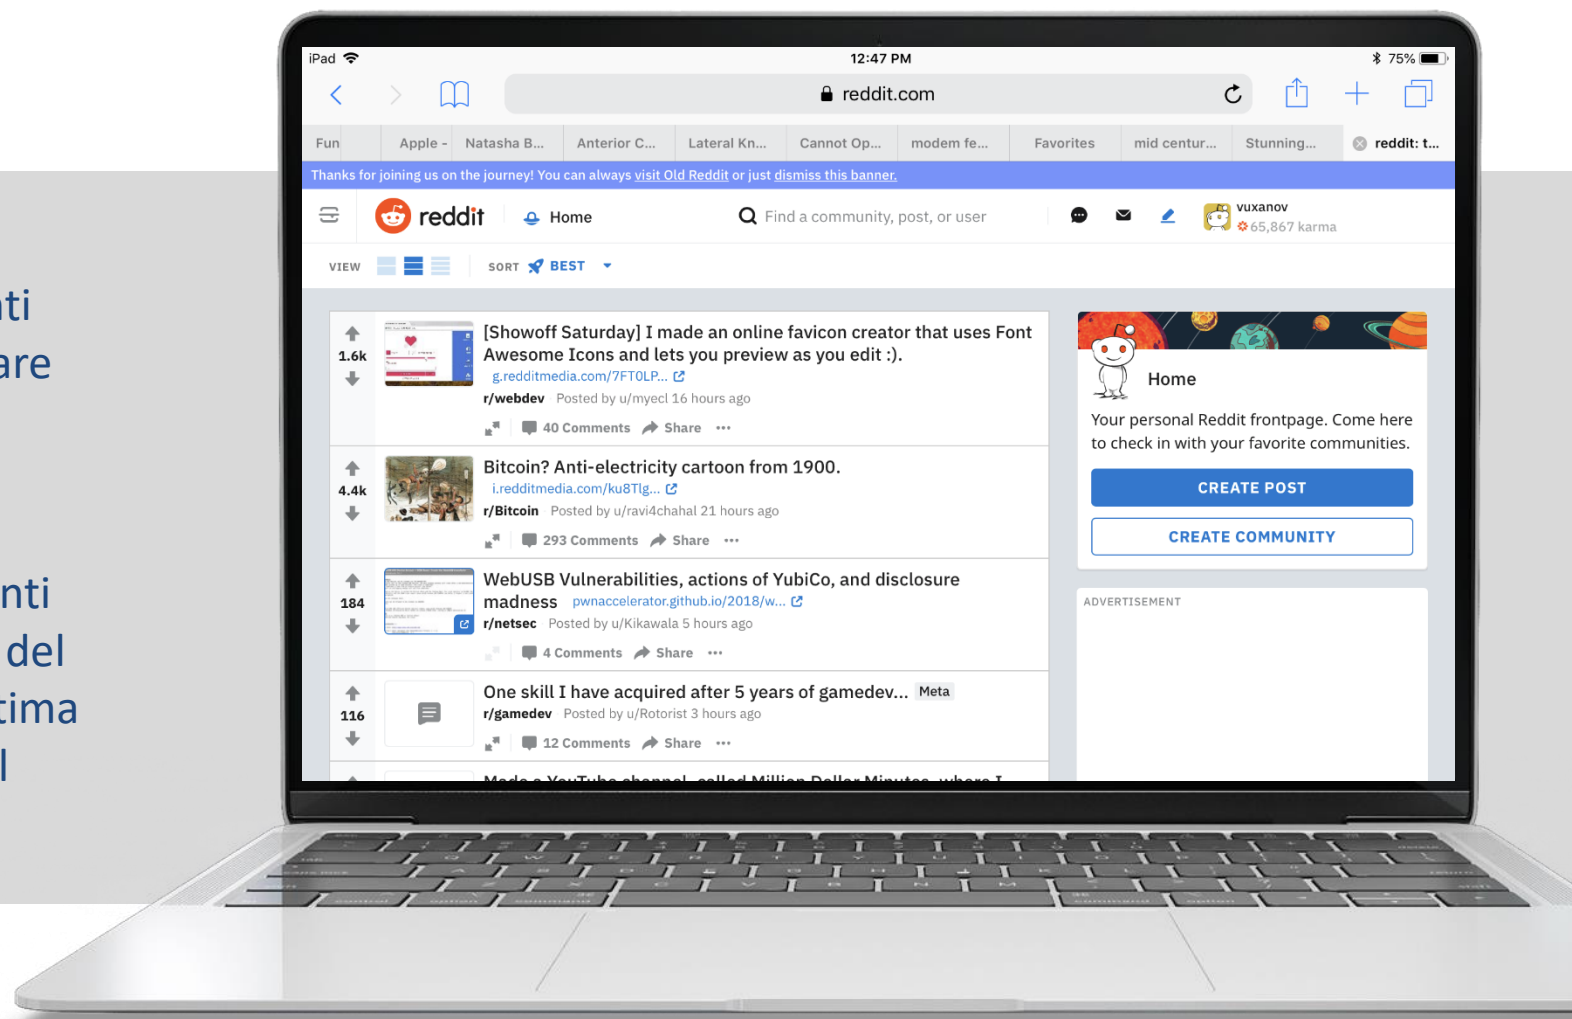 iPad
12:47 PM
75%
reddit.com
Fun
Apple -
Natasha B...
Anterior C...
Lateral Kn...
Cannot Op...
modem fe...
Favorites
mid centur...
Stunning...
reddit: t...
Thanks for joining us on the journey! You can always visit Old Reddit or just dismiss this banner.
reddit
Home
Find a community, post, or user
vuxanov
65,867 karma
VIEW
SORT BEST
1.6k
[Showoff Saturday] I made an online favicon creator that uses Font
Awesome Icons and lets you preview as you edit :).
g.redditmedia.com/7FT0LP...
r/webdev Posted by u/myecl 16 hours ago
40 Comments Share ...
4.4k
Bitcoin? Anti-electricity cartoon from 1900.
i.redditmedia.com/ku8Tlg...
r/Bitcoin Posted by u/ravi4chahal 21 hours ago
293 Comments Share ...
184
WebUSB Vulnerabilities, actions of YubiCo, and disclosure
madness pwnaccelerator.github.io/2018/w...
r/netsec Posted by u/Kikawala 5 hours ago
4 Comments Share ...
116
One skill I have acquired after 5 years of gamedev... Meta
r/gamedev Posted by u/Rotorist 3 hours ago
12 Comments Share ...
Made a YouTube channel, called Million Dollar Minutes, where I
Home
Your personal Reddit frontpage. Come here
to check in with your favorite communities.
CREATE POST
CREATE COMMUNITY
ADVERTISEMENT
ti
are
nti
del
tima
l